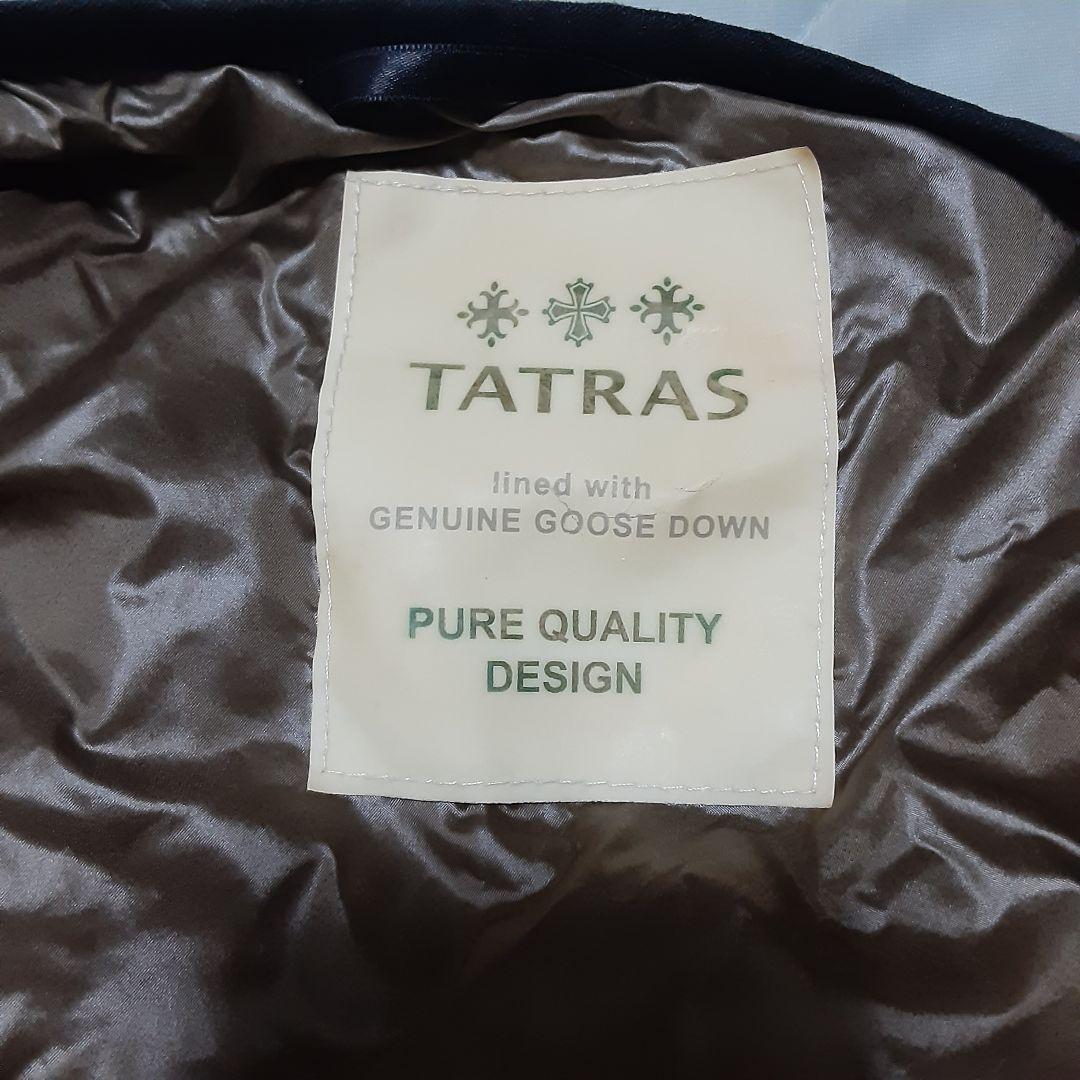 TATRAS
lined with
GENUINE GOOSE DOWN
PURE QUALITY
DESIGN